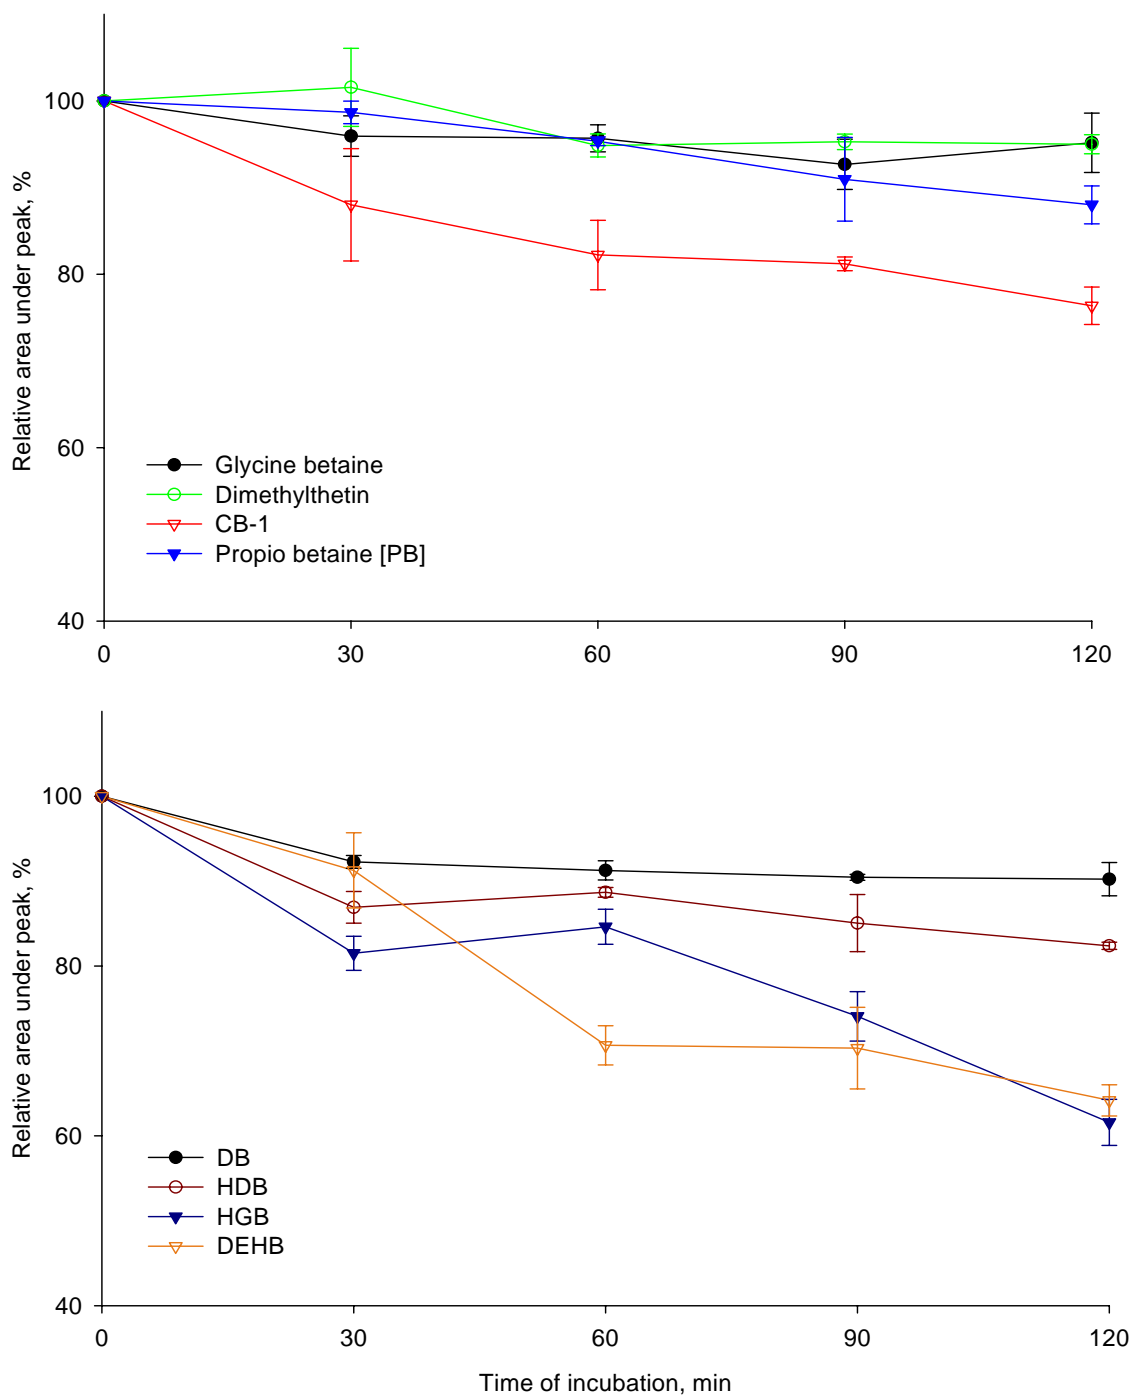 Relative area under peak, %
100
80
60
40
Glycine betaine
Dimethylthetin
CB-1
Propio betaine [PB]
0 30 60 90 120
Relative area under peak, %
100
80
60
40
DB
HDB
HGB
DEHB
0 30 60 90 120
Time of incubation, min